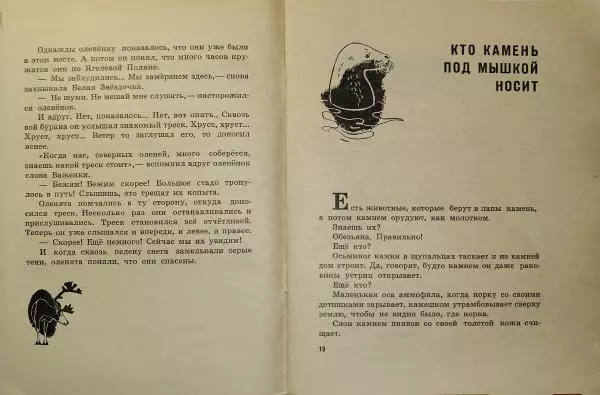 Однажды оленёнку показалось, что они уже были
в этом месте. А потом он понял, что много часов кру-
жатся они по Ягелевой Поляне.
— Мы заблудились... Мы замёрзнем здесь,— снова
захныкала Белая Звёздочка.
— Не шуми. Не мешай мне слушать,— насторожил-
ся оленёнок.
И вдруг. Нет, показалось... Нет, вот опять.. Сквозь
вой бурана он услышал знакомый треск. Хруст, хруст...
Хруст, хруст... Ветер то заглушал его, то доносил
яснее.
«Когда нас, северных оленей, много соберётся,
знаешь какой треск стоит»,— вспомнил вдруг оленёнок
слова Важенки.
— Бежим! Бежим скорее! Большое стадо трону-
лось в путь! Слышишь, это трещат их копыта.
Оленята помчались в ту сторону, откуда доно-
сился треск. Несколько раз они останавливались и
прислушивались. Треск становился всё отчётливей.
Теперь он уже слышался и впереди, и левее, и правее.
— Скорее! Ещё немного! Сейчас мы их увидим!
И когда сквозь пелену снега замелькали серые
тени, оленята поняли, что они спасены.
КТО КАМЕНЬ
ПОД МЫШКОЙ
НОСИТ
Есть животные, которые берут в лапы камень,
а потом камнем орудуют, как молотком.
Знаешь их?
Обезьяна. Правильно!
Ещё кто?
Осьминог камни в щупальцах таскает и из камней
дом строит. Да, говорят, будто камнем он даже рако-
вины устриц открывает.
Ещё кто?
Маленькая оса аммофила, когда норку со своими
детишками зарывает, камешком утрамбовывает сверху
землю, чтобы не видно было, где норка.
Слон камнем пиявок со своей толстой кожи счи-
щает.
19